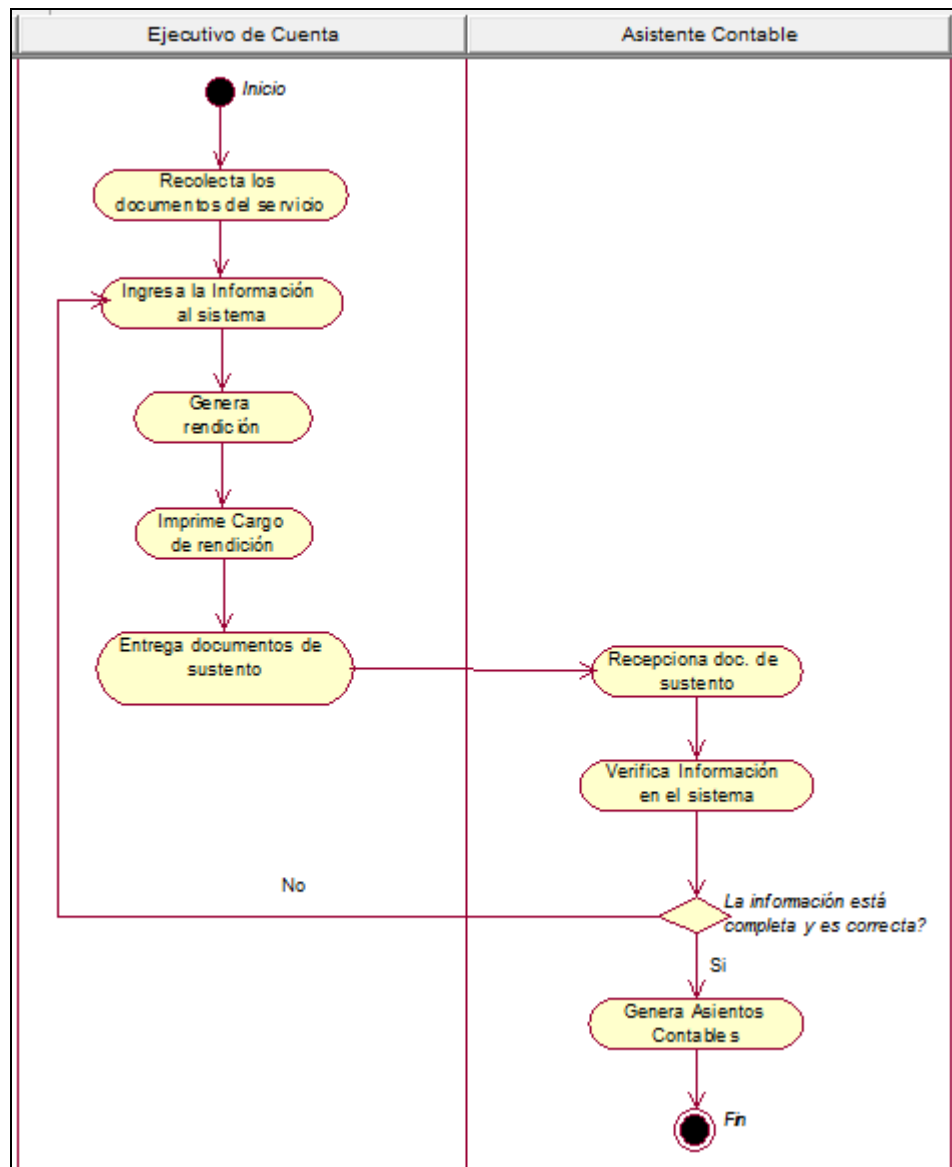 Ejecutivo de Cuenta
Asistente Contable
Inicio
Recolecta los
documentos del servicio
Ingresa la Información
al sistema
Genera
rendición
Imprime Cargo
de rendición
Entrega documentos de
sustento
Recepciona doc. de
sustento
Verifica Información
en el sistema
No
La información está
completa y es correcta?
Si
Genera Asientos
Contables
Fin